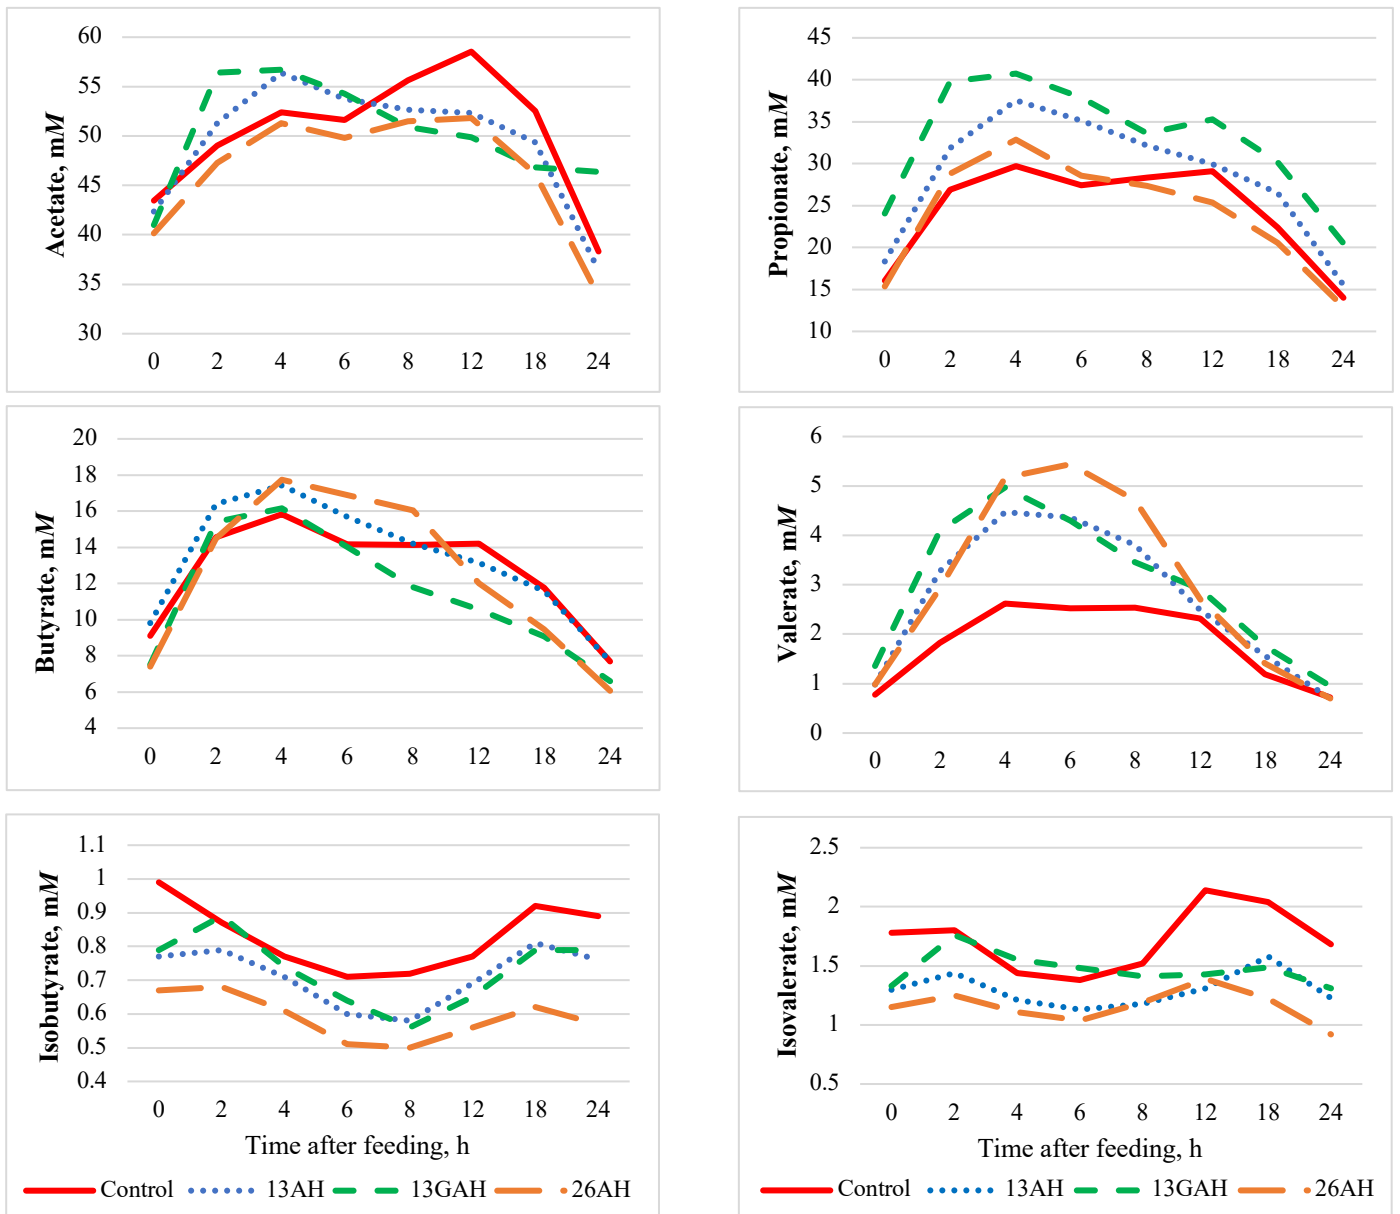 Acetate, mM
60
55
50
45
40
35
30
0 2 4 6 8 12 18 24
Propionate, mM
45
40
35
30
25
20
15
10
0 2 4 6 8 12 18 24
Butyrate, mM
20
18
16
14
12
10
8
6
4
0 2 4 6 8 12 18 24
Valerate, mM
6
5
4
3
2
1
0
0 2 4 6 8 12 18 24
Isobutyrate, mM
1.1
1
0.9
0.8
0.7
0.6
0.5
0.4
0 2 4 6 8 12 18 24
Time after feeding, h
Control 13AH 13GAH 26AH
Isovalerate, mM
2.5
2
1.5
1
0.5
0 2 4 6 8 12 18 24
Time after feeding, h
Control 13AH 13GAH 26AH